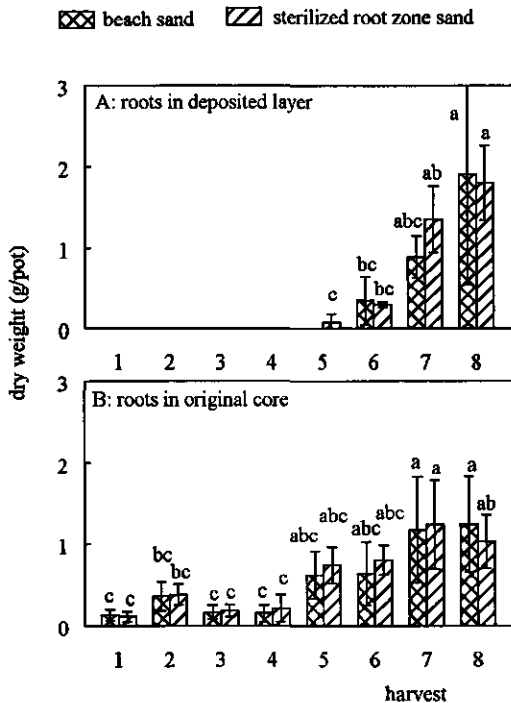 beach sand
sterilized root zone sand
3
A: roots in deposited layer
a
a
2
ab
abc
1
bc
bc
c
0
1 2 3 4 5 6 7 8
dry weight (g/pot)
3
B: roots in original core
2
a a a
ab
abc
abc
abc abc
1
bc bc
c c c c c c
0
1 2 3 4 5 6 7 8
harvest